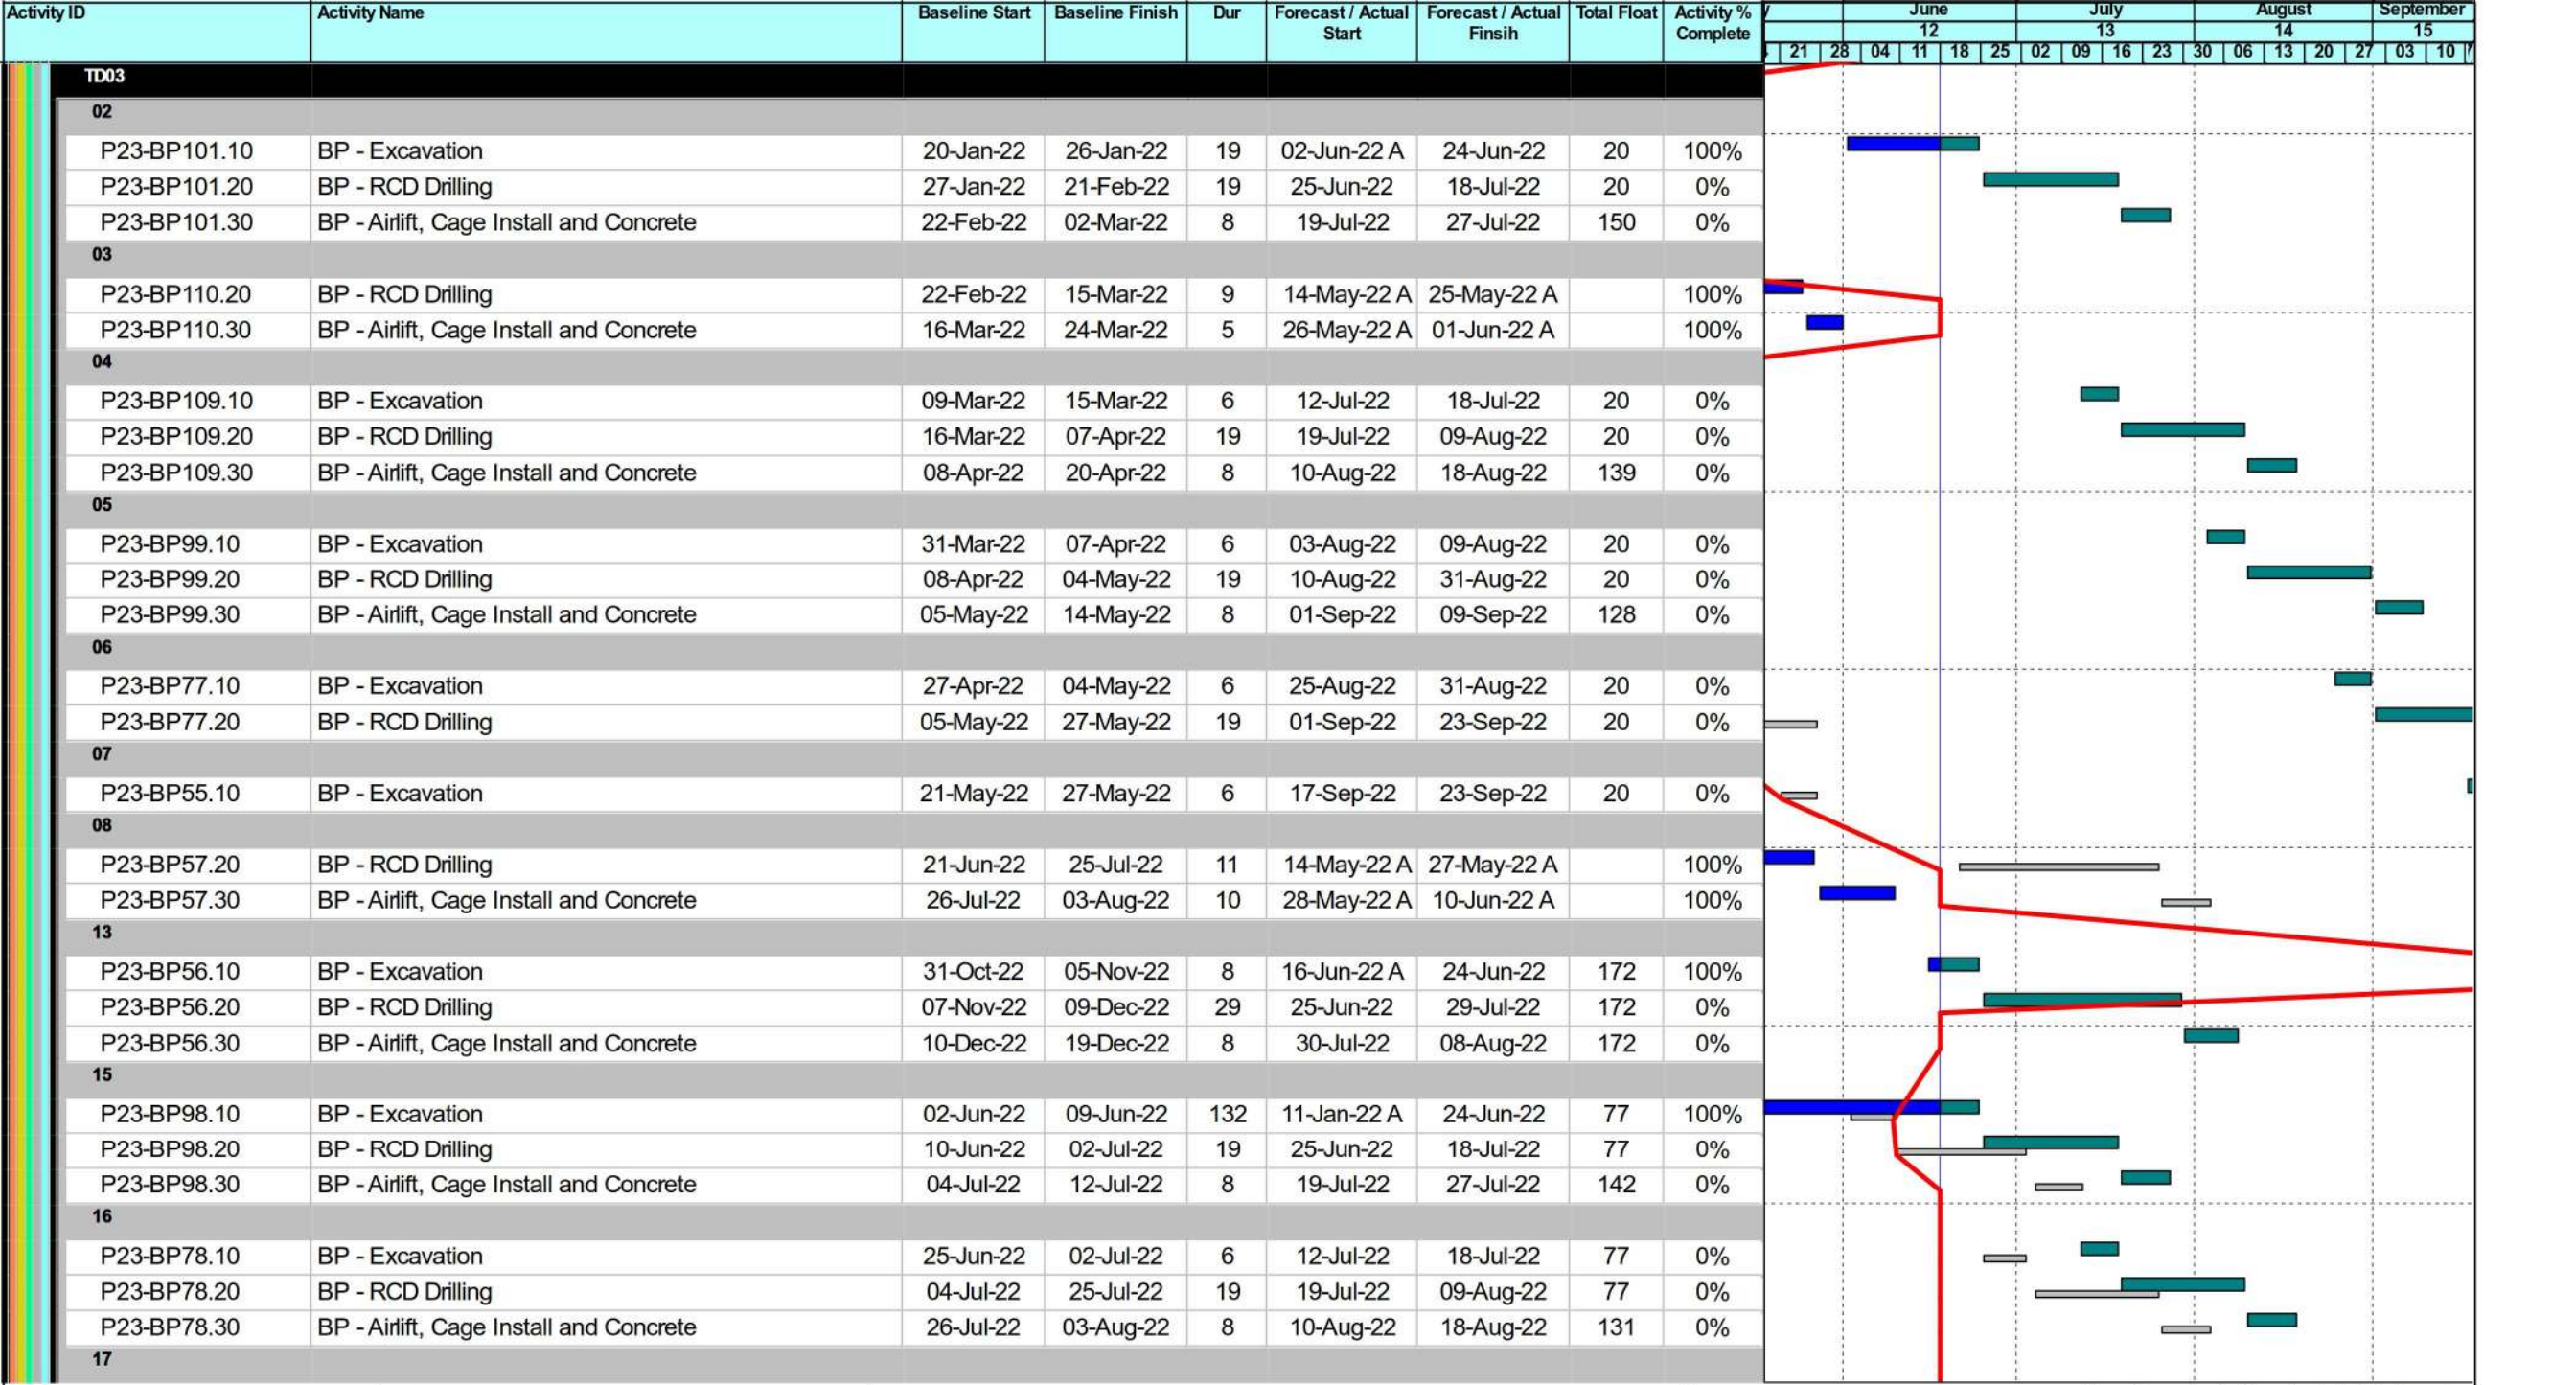 Activity ID Activity Name Baseline Start Baseline Finish Dur Forecast / Actual Start Forecast / Actual Finsih Total Float Activity % Complete June July August September
12 13 14 15
21 28 04 11 18 25 02 09 16 23 30 06 13 20 27 03 10
TD03
02
P23-BP101.10 BP - Excavation 20-Jan-22 26-Jan-22 19 02-Jun-22 A 24-Jun-22 20 100%
P23-BP101.20 BP - RCD Drilling 27-Jan-22 21-Feb-22 19 25-Jun-22 18-Jul-22 20 0%
P23-BP101.30 BP - Airlift, Cage Install and Concrete 22-Feb-22 02-Mar-22 8 19-Jul-22 27-Jul-22 150 0%
03
P23-BP110.20 BP - RCD Drilling 22-Feb-22 15-Mar-22 9 14-May-22 A 25-May-22 A 100%
P23-BP110.30 BP - Airlift, Cage Install and Concrete 16-Mar-22 24-Mar-22 5 26-May-22 A 01-Jun-22 A 100%
04
P23-BP109.10 BP - Excavation 09-Mar-22 15-Mar-22 6 12-Jul-22 18-Jul-22 20 0%
P23-BP109.20 BP - RCD Drilling 16-Mar-22 07-Apr-22 19 19-Jul-22 09-Aug-22 20 0%
P23-BP109.30 BP - Airlift, Cage Install and Concrete 08-Apr-22 20-Apr-22 8 10-Aug-22 18-Aug-22 139 0%
05
P23-BP99.10 BP - Excavation 31-Mar-22 07-Apr-22 6 03-Aug-22 09-Aug-22 20 0%
P23-BP99.20 BP - RCD Drilling 08-Apr-22 04-May-22 19 10-Aug-22 31-Aug-22 20 0%
P23-BP99.30 BP - Airlift, Cage Install and Concrete 05-May-22 14-May-22 8 01-Sep-22 09-Sep-22 128 0%
06
P23-BP77.10 BP - Excavation 27-Apr-22 04-May-22 6 25-Aug-22 31-Aug-22 20 0%
P23-BP77.20 BP - RCD Drilling 05-May-22 27-May-22 19 01-Sep-22 23-Sep-22 20 0%
07
P23-BP55.10 BP - Excavation 21-May-22 27-May-22 6 17-Sep-22 23-Sep-22 20 0%
08
P23-BP57.20 BP - RCD Drilling 21-Jun-22 25-Jul-22 11 14-May-22 A 27-May-22 A 100%
P23-BP57.30 BP - Airlift, Cage Install and Concrete 26-Jul-22 03-Aug-22 10 28-May-22 A 10-Jun-22 A 100%
13
P23-BP56.10 BP - Excavation 31-Oct-22 05-Nov-22 8 16-Jun-22 A 24-Jun-22 172 100%
P23-BP56.20 BP - RCD Drilling 07-Nov-22 09-Dec-22 29 25-Jun-22 29-Jul-22 172 0%
P23-BP56.30 BP - Airlift, Cage Install and Concrete 10-Dec-22 19-Dec-22 8 30-Jul-22 08-Aug-22 172 0%
15
P23-BP98.10 BP - Excavation 02-Jun-22 09-Jun-22 132 11-Jan-22 A 24-Jun-22 77 100%
P23-BP98.20 BP - RCD Drilling 10-Jun-22 02-Jul-22 19 25-Jun-22 18-Jul-22 77 0%
P23-BP98.30 BP - Airlift, Cage Install and Concrete 04-Jul-22 12-Jul-22 8 19-Jul-22 27-Jul-22 142 0%
16
P23-BP78.10 BP - Excavation 25-Jun-22 02-Jul-22 6 12-Jul-22 18-Jul-22 77 0%
P23-BP78.20 BP - RCD Drilling 04-Jul-22 25-Jul-22 19 19-Jul-22 09-Aug-22 77 0%
P23-BP78.30 BP - Airlift, Cage Install and Concrete 26-Jul-22 03-Aug-22 8 10-Aug-22 18-Aug-22 131 0%
17